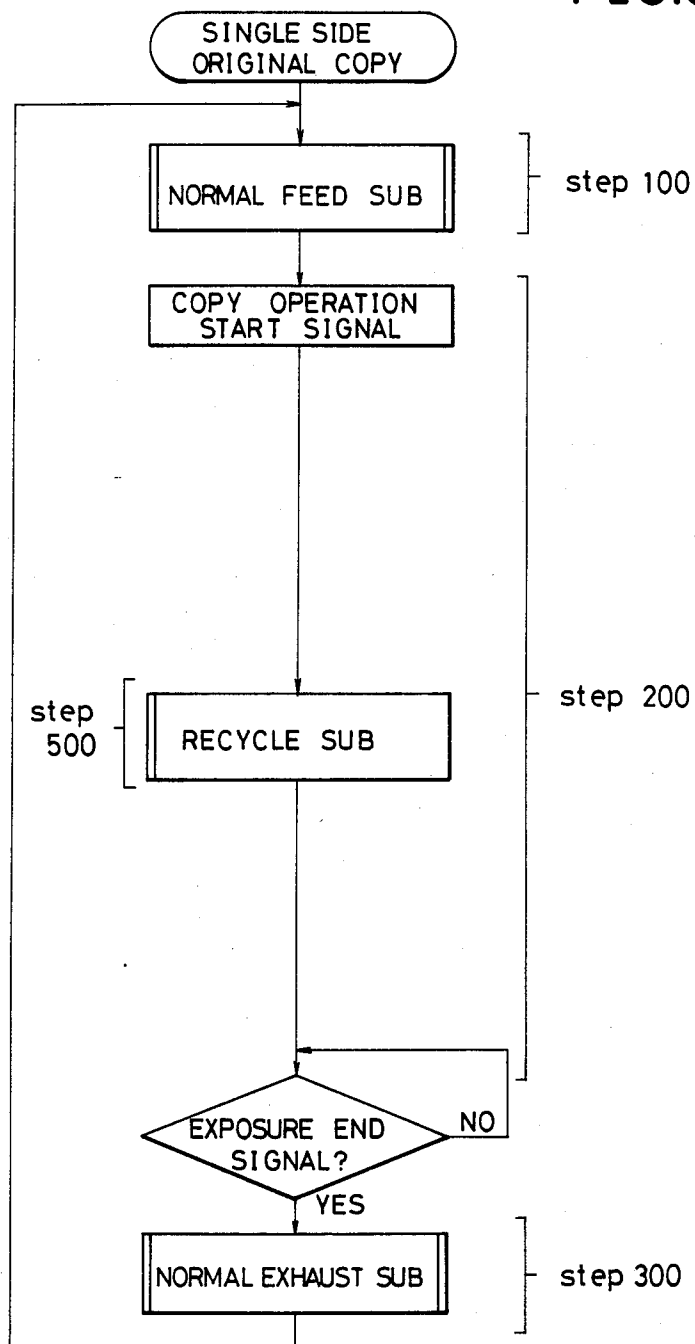 SINGLE SIDE
ORIGINAL COPY
NORMAL FEED SUB
step 100
COPY OPERATION
START SIGNAL
step
500
RECYCLE SUB
step 200
EXPOSURE END
SIGNAL?
NO
YES
NORMAL EXHAUST SUB
step 300